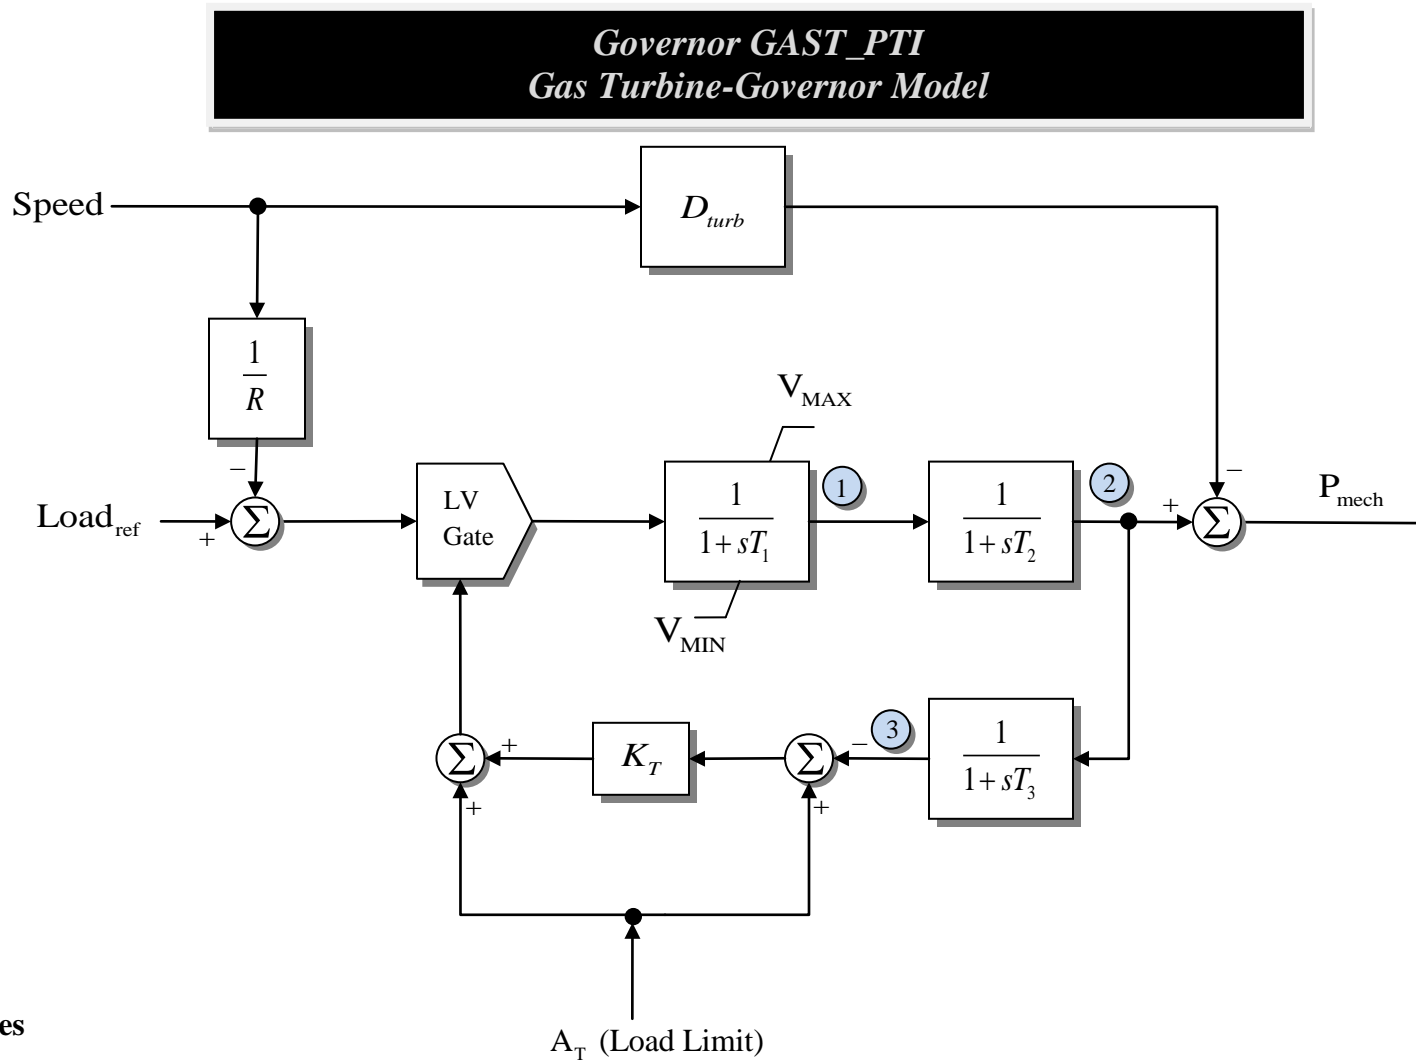 Governor GAST_PTI
Gas Turbine-Governor Model
Speed
D_turb
1
R
V_MAX
−
LV
Gate
1
1 + sT_1
1
1
1 + sT_2
2
−
P_mech
Load_ref
+
Σ
+
Σ
V_MIN
Σ
+
K_T
Σ
−
3
1
1 + sT_3
+
+
es
A_T (Load Limit)